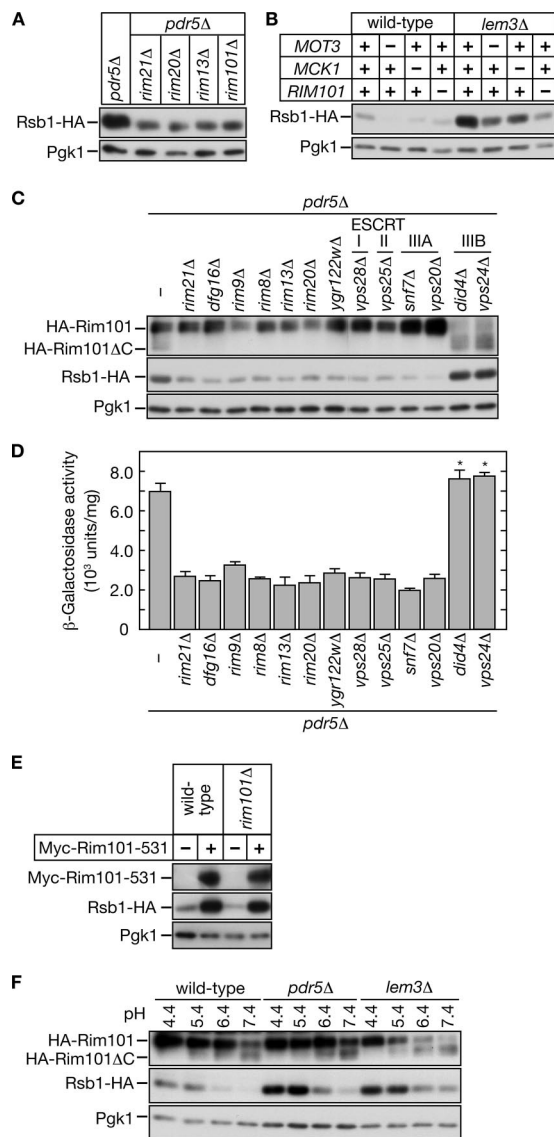 A
pdr5Δ
pdr5Δ
rim21Δ
rim20Δ
rim13Δ
rim101Δ
Rsb1-HA
Pgk1
B
wild-type
lem3Δ
MOT3 + − + + + − + +
MCK1 + + − + + + − +
RIM101 + + + − + + + −
Rsb1-HA
Pgk1
C
pdr5Δ
ESCRT
I II IIIA IIIB
−
rim21Δ
dfg16Δ
rim9Δ
rim8Δ
rim13Δ
rim20Δ
ygr122wΔ
vps28Δ
vps25Δ
snf7Δ
vps20Δ
did4Δ
vps24Δ
HA-Rim101
HA-Rim101ΔC
Rsb1-HA
Pgk1
D
β-Galactosidase activity
(10³ units/mg)
8.0
6.0
4.0
2.0
0
* *
−
rim21Δ
dfg16Δ
rim9Δ
rim8Δ
rim13Δ
rim20Δ
ygr122wΔ
vps28Δ
vps25Δ
snf7Δ
vps20Δ
did4Δ
vps24Δ
pdr5Δ
E
wild-
type
rim101Δ
Myc-Rim101-531 − + − +
Myc-Rim101-531
Rsb1-HA
Pgk1
F
wild-type pdr5Δ lem3Δ
pH 4.4 5.4 6.4 7.4 4.4 5.4 6.4 7.4 4.4 5.4 6.4 7.4
HA-Rim101
HA-Rim101ΔC
Rsb1-HA
Pgk1